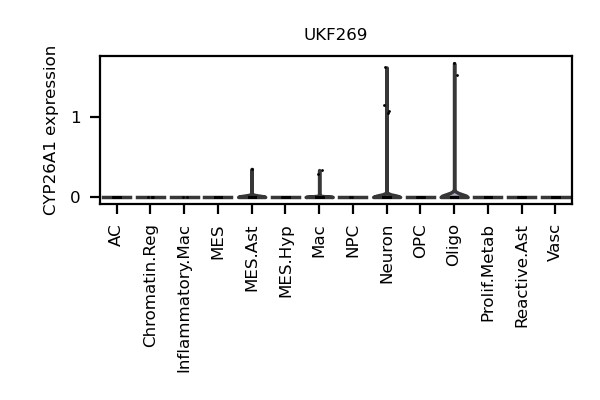 UKF269
CYP26A1 expression
1
0
AC
Chromatin.Reg
Inflammatory.Mac
MES
MES.Ast
MES.Hyp
Mac
NPC
Neuron
OPC
Oligo
Prolif.Metab
Reactive.Ast
Vasc